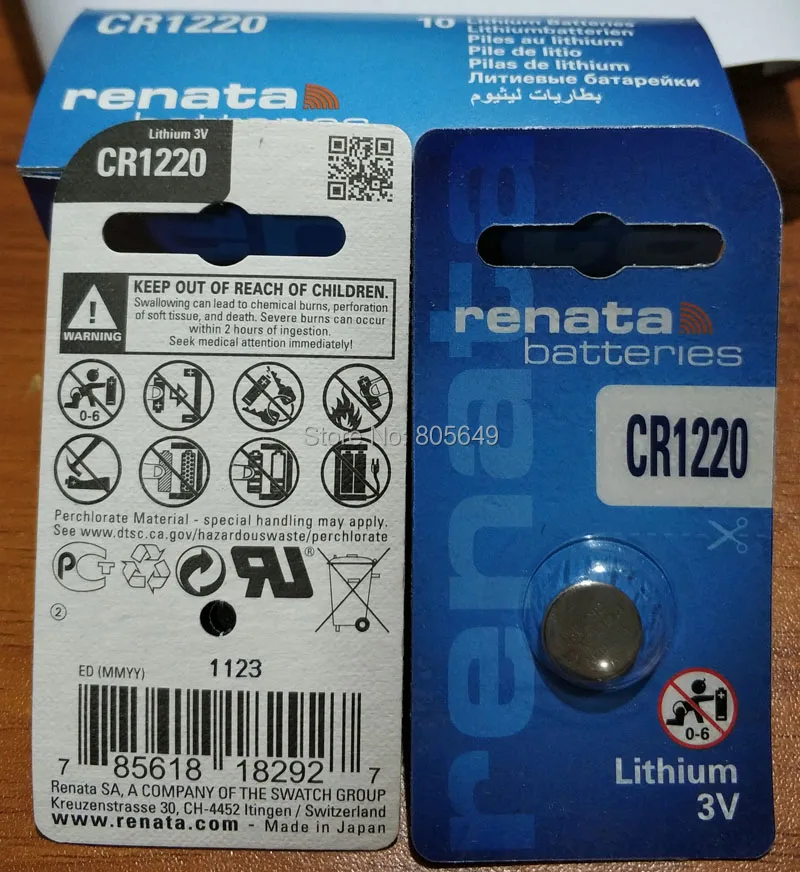 CR1220
10 Lithium Batteries
Lithiumbatterien
Piles au lithium
Pile de litio
Pilas de lithium
Литиевые батарейки
بطاريات ليثيوم
renata
batteries
Lithium 3V
CR1220
WARNING
KEEP OUT OF REACH OF CHILDREN.
Swallowing can lead to chemical burns, perforation
of soft tissue, and death. Severe burns can occur
within 2 hours of ingestion.
Seek medical attention immediately!
0-6
Perchlorate Material - special handling may apply.
See www.dtsc.ca.gov/hazardouswaste/perchlorate
2
ED (MMYY) 1123
7 85618 18292 7
Renata SA, A COMPANY OF THE SWATCH GROUP
Kreuzenstrasse 30, CH-4452 Itingen / Switzerland
www.renata.com - Made in Japan
renata
renata
batteries
CR1220
0-6
Lithium
3V
Store No: 805649